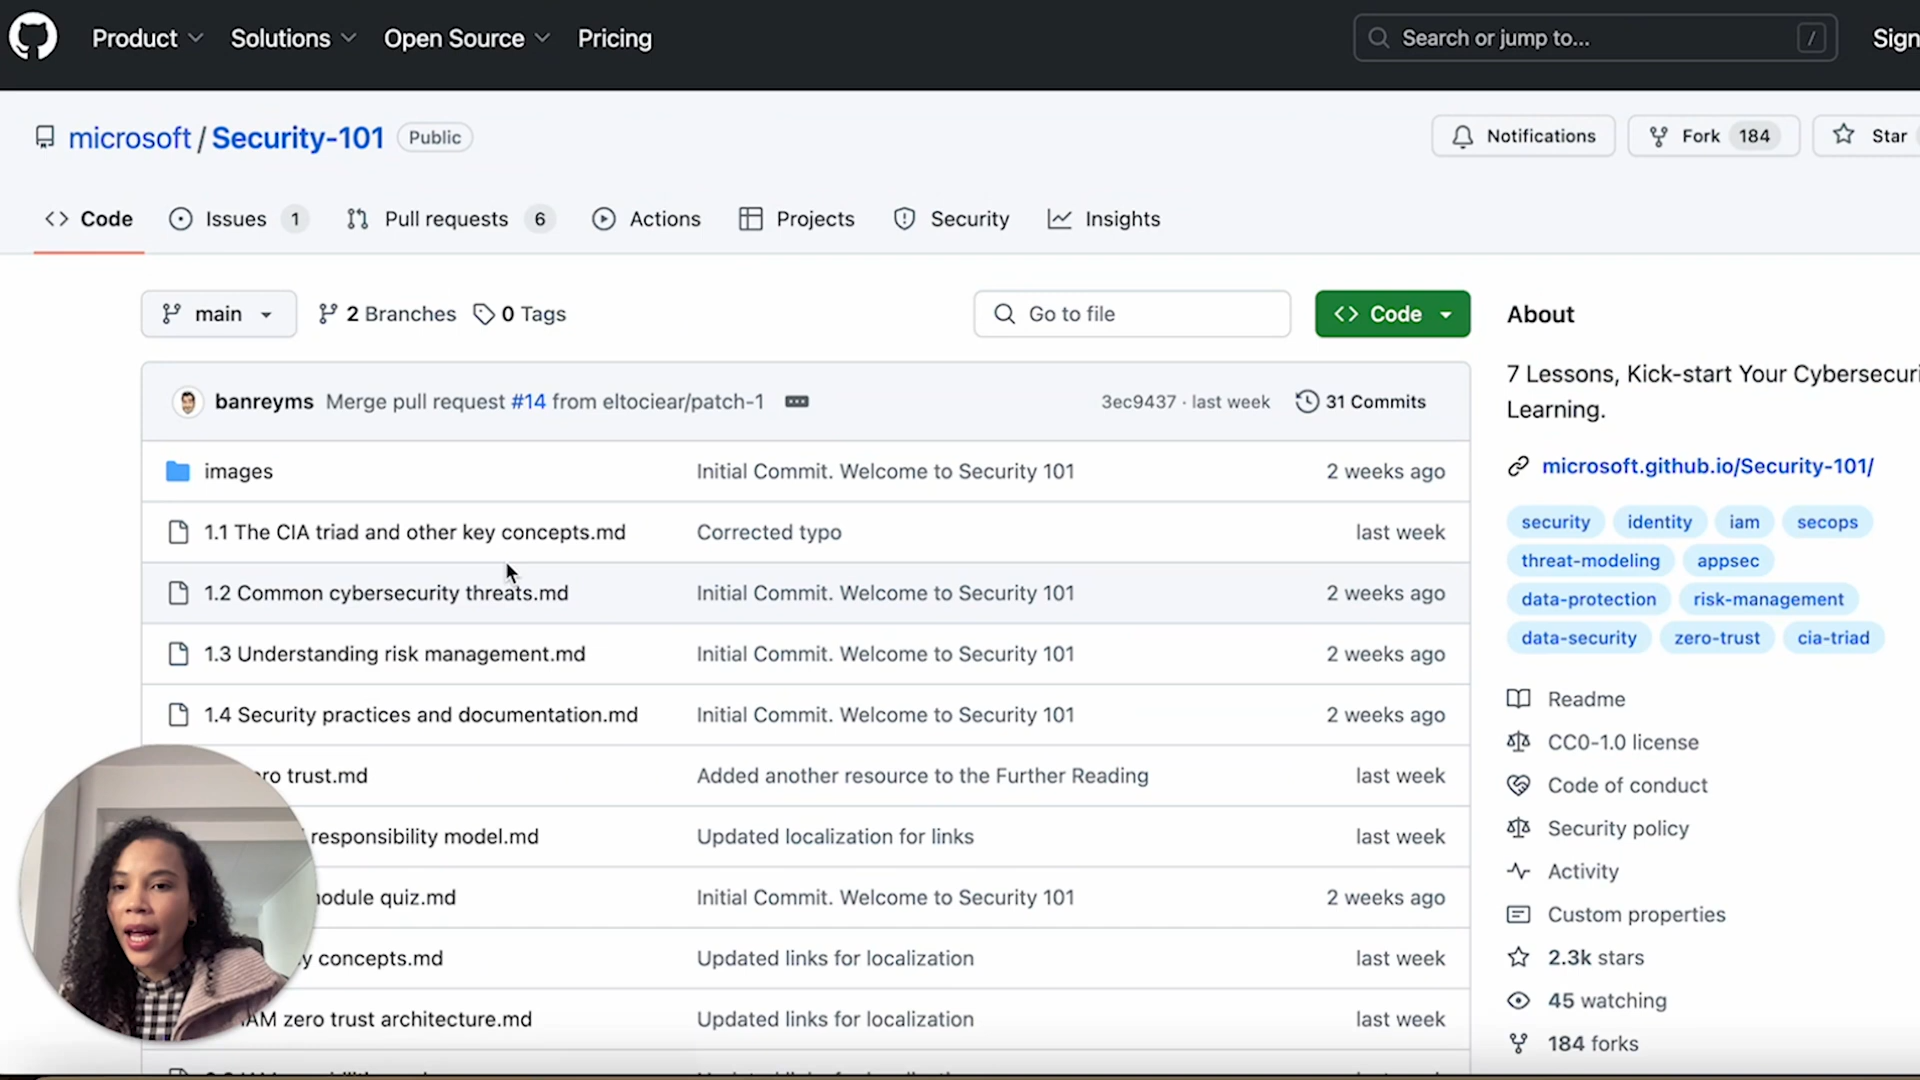 Product Solutions Open Source Pricing Search or jump to... / Sign
microsoft / Security-101 Public Notifications Fork 184 Star
Code Issues 1 Pull requests 6 Actions Projects Security Insights
main 2 Branches 0 Tags Go to file Code
banreyms Merge pull request #14 from eltociear/patch-1 3ec9437 · last week 31 Commits
images Initial Commit. Welcome to Security 101 2 weeks ago
1.1 The CIA triad and other key concepts.md Corrected typo last week
1.2 Common cybersecurity threats.md Initial Commit. Welcome to Security 101 2 weeks ago
1.3 Understanding risk management.md Initial Commit. Welcome to Security 101 2 weeks ago
1.4 Security practices and documentation.md Initial Commit. Welcome to Security 101 2 weeks ago
ro trust.md Added another resource to the Further Reading last week
responsibility model.md Updated localization for links last week
odule quiz.md Initial Commit. Welcome to Security 101 2 weeks ago
y concepts.md Updated links for localization last week
IAM zero trust architecture.md Updated links for localization last week
About
7 Lessons, Kick-start Your Cybersecuri
Learning.
microsoft.github.io/Security-101/
security identity iam secops
threat-modeling appsec
data-protection risk-management
data-security zero-trust cia-triad
Readme
CC0-1.0 license
Code of conduct
Security policy
Activity
Custom properties
2.3k stars
45 watching
184 forks